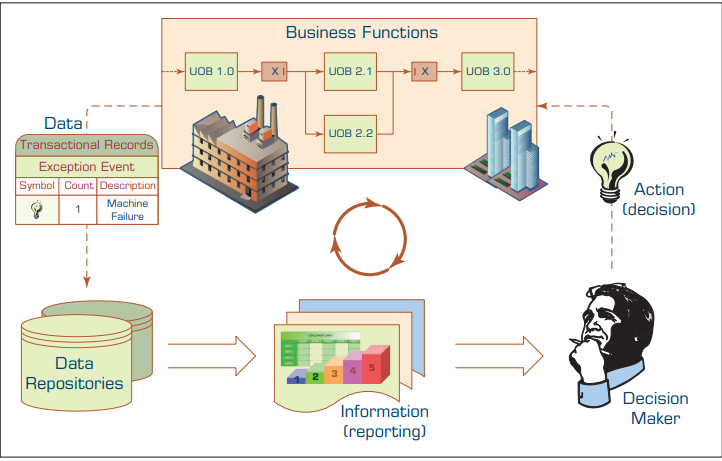 Business Functions
UOB 1.0
X |
UOB 2.1
| X
UOB 3.0
UOB 2.2
Data
Transactional Records
Exception Event
Symbol Count Description
1 Machine
Failure
Action
(decision)
Data
Repositories
1 2 3 4 5
Information
(reporting)
Decision
Maker